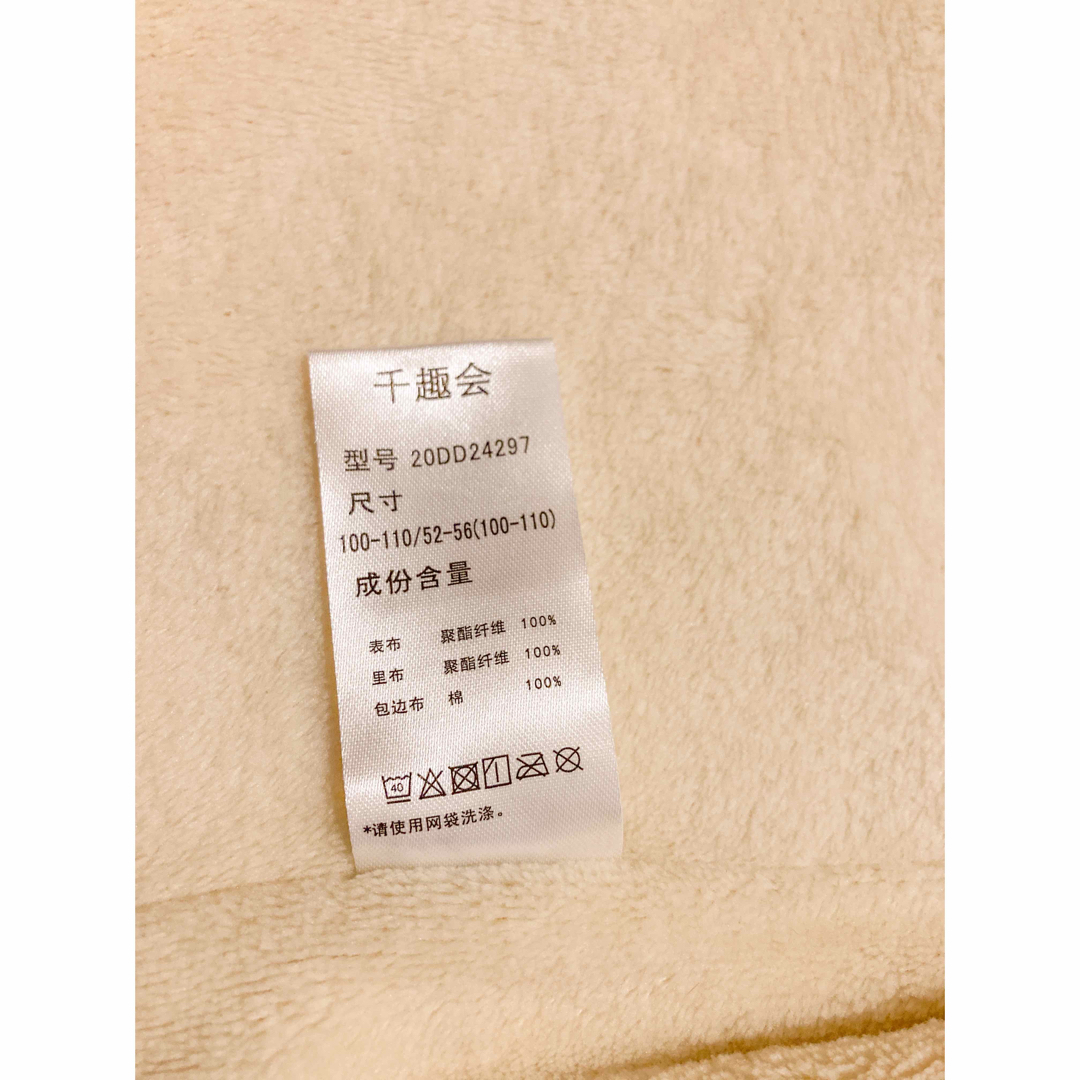 千趣会
型号 20DD24297
尺寸
100-110/52-56(100-110)
成份含量
表布 聚酯纤维 100%
里布 聚酯纤维 100%
包边布 棉 100%
40
*请使用网袋洗涤。